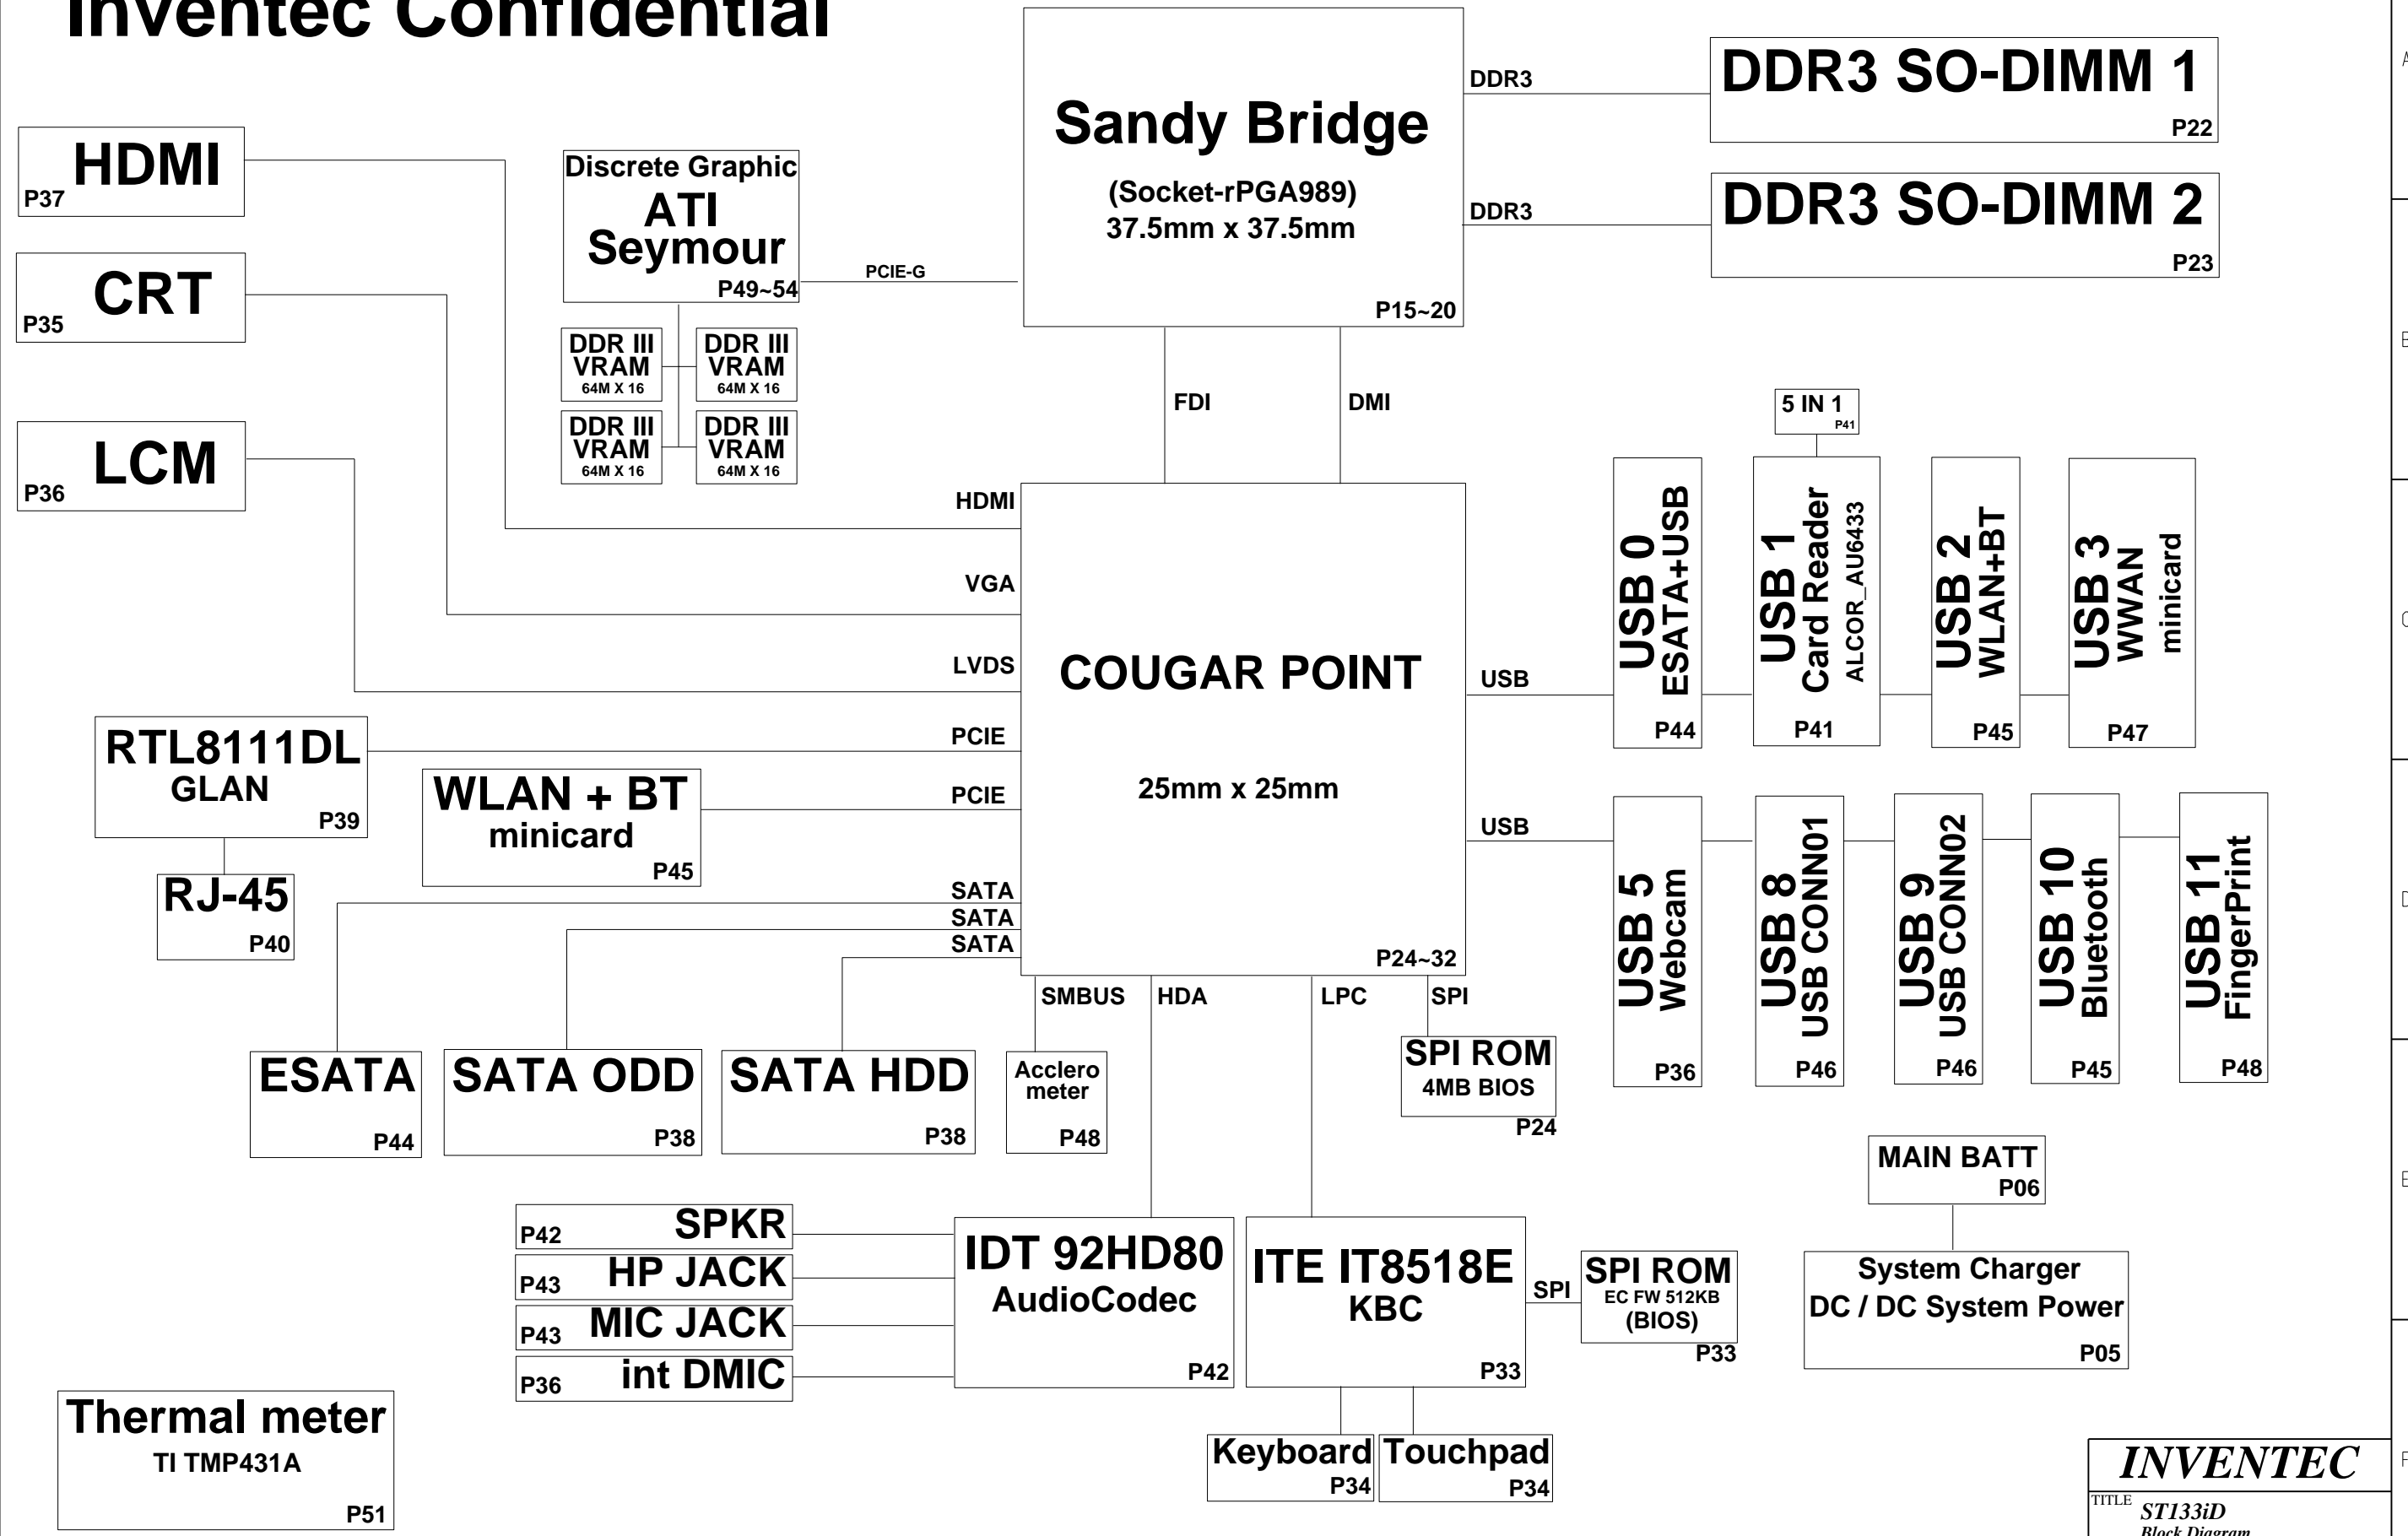 Inventec Confidential
Sandy Bridge
(Socket-rPGA989)
37.5mm x 37.5mm
P15~20
DDR3
DDR3 SO-DIMM 1
P22
DDR3
DDR3 SO-DIMM 2
P23
HDMI
P37
CRT
P35
LCM
P36
Discrete Graphic
ATI
Seymour
P49~54
PCIE-G
DDR III
VRAM
64M X 16
DDR III
VRAM
64M X 16
DDR III
VRAM
64M X 16
DDR III
VRAM
64M X 16
FDI
DMI
HDMI
VGA
LVDS
PCIE
PCIE
SATA
SATA
SATA
COUGAR POINT
25mm x 25mm
P24~32
USB
USB
5 IN 1
P41
USB 0
ESATA+USB
P44
USB 1
Card Reader
ALCOR_AU6433
P41
USB 2
WLAN+BT
P45
USB 3
WWAN
minicard
P47
USB 5
Webcam
P36
USB 8
USB CONN01
P46
USB 9
USB CONN02
P46
USB 10
Bluetooth
P45
USB 11
FingerPrint
P48
RTL8111DL
GLAN
P39
WLAN + BT
minicard
P45
RJ-45
P40
SMBUS
HDA
LPC
SPI
ESATA
P44
SATA ODD
P38
SATA HDD
P38
Acclero
meter
P48
SPI ROM
4MB BIOS
P24
MAIN BATT
P06
System Charger
DC / DC System Power
P05
P42 SPKR
P43 HP JACK
P43 MIC JACK
P36 int DMIC
IDT 92HD80
AudioCodec
P42
ITE IT8518E
KBC
P33
SPI
SPI ROM
EC FW 512KB
(BIOS)
P33
Keyboard
P34
Touchpad
P34
Thermal meter
TI TMP431A
P51
INVENTEC
TITLE
ST133iD
Block Diagram